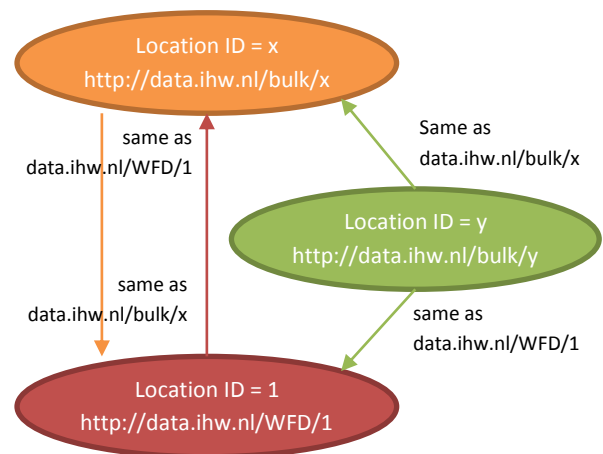 Location ID = x
http://data.ihw.nl/bulk/x
same as
data.ihw.nl/WFD/1
Same as
data.ihw.nl/bulk/x
Location ID = y
http://data.ihw.nl/bulk/y
same as
data.ihw.nl/bulk/x
same as
data.ihw.nl/WFD/1
Location ID = 1
http://data.ihw.nl/WFD/1